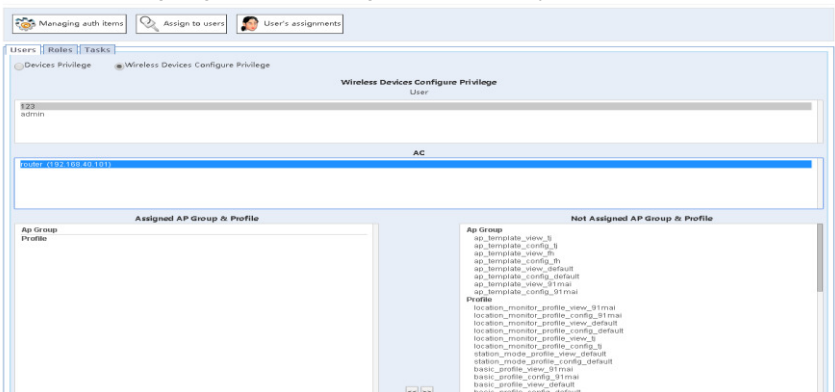 Managing auth items
Assign to users
User's assignments
Users
Roles
Tasks
Devices Privilege
Wireless Devices Configure Privilege
Wireless Devices Configure Privilege
User
123
admin
AC
router (192.168.40.101)
Assigned AP Group & Profile
Ap Group
Profile
Not Assigned AP Group & Profile
Ap Group
ap_template_view_tj
ap_template_config_tj
ap_template_view_fh
ap_template_config_fh
ap_template_view_default
ap_template_config_default
ap_template_view_91mai
ap_template_config_91mai
Profile
location_monitor_profile_view_91mai
location_monitor_profile_config_91mai
location_monitor_profile_view_default
location_monitor_profile_config_default
location_monitor_profile_view_tj
location_monitor_profile_config_tj
station_mode_profile_view_default
station_mode_profile_config_default
basic_profile_view_91mai
basic_profile_config_91mai
basic_profile_view_default
basic_profile_config_default
<< >>